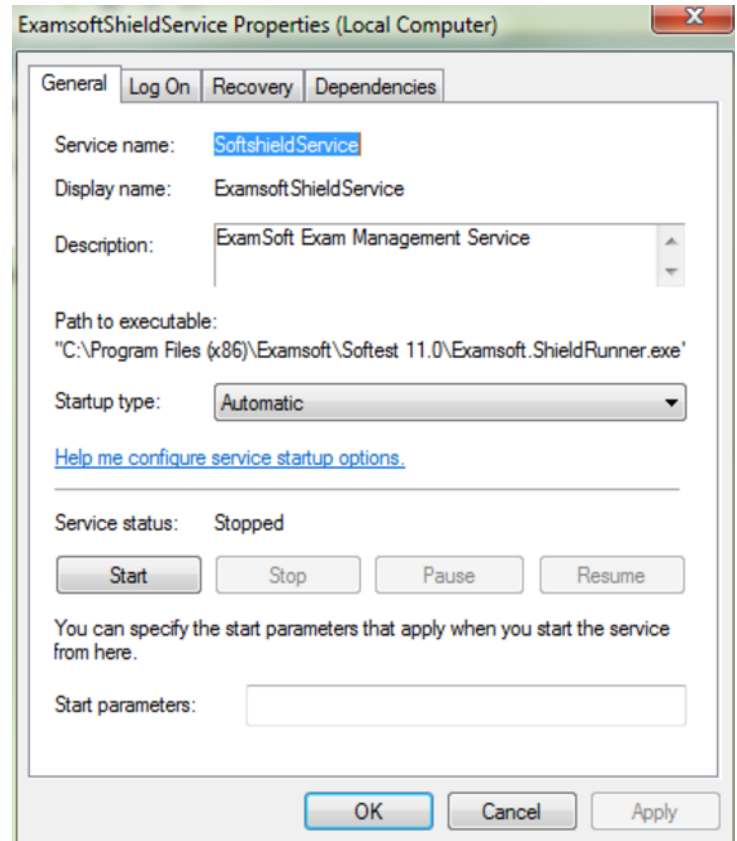 ExamsoftShieldService Properties (Local Computer)
General Log On Recovery Dependencies
Service name: SoftshieldService
Display name: ExamsoftShieldService
Description: ExamSoft Exam Management Service
Path to executable:
"C:\Program Files (x86)\Examsoft\Softest 11.0\Examsoft.ShieldRunner.exe"
Startup type: Automatic
Help me configure service startup options.
Service status: Stopped
Start Stop Pause Resume
You can specify the start parameters that apply when you start the service
from here.
Start parameters:
OK Cancel Apply